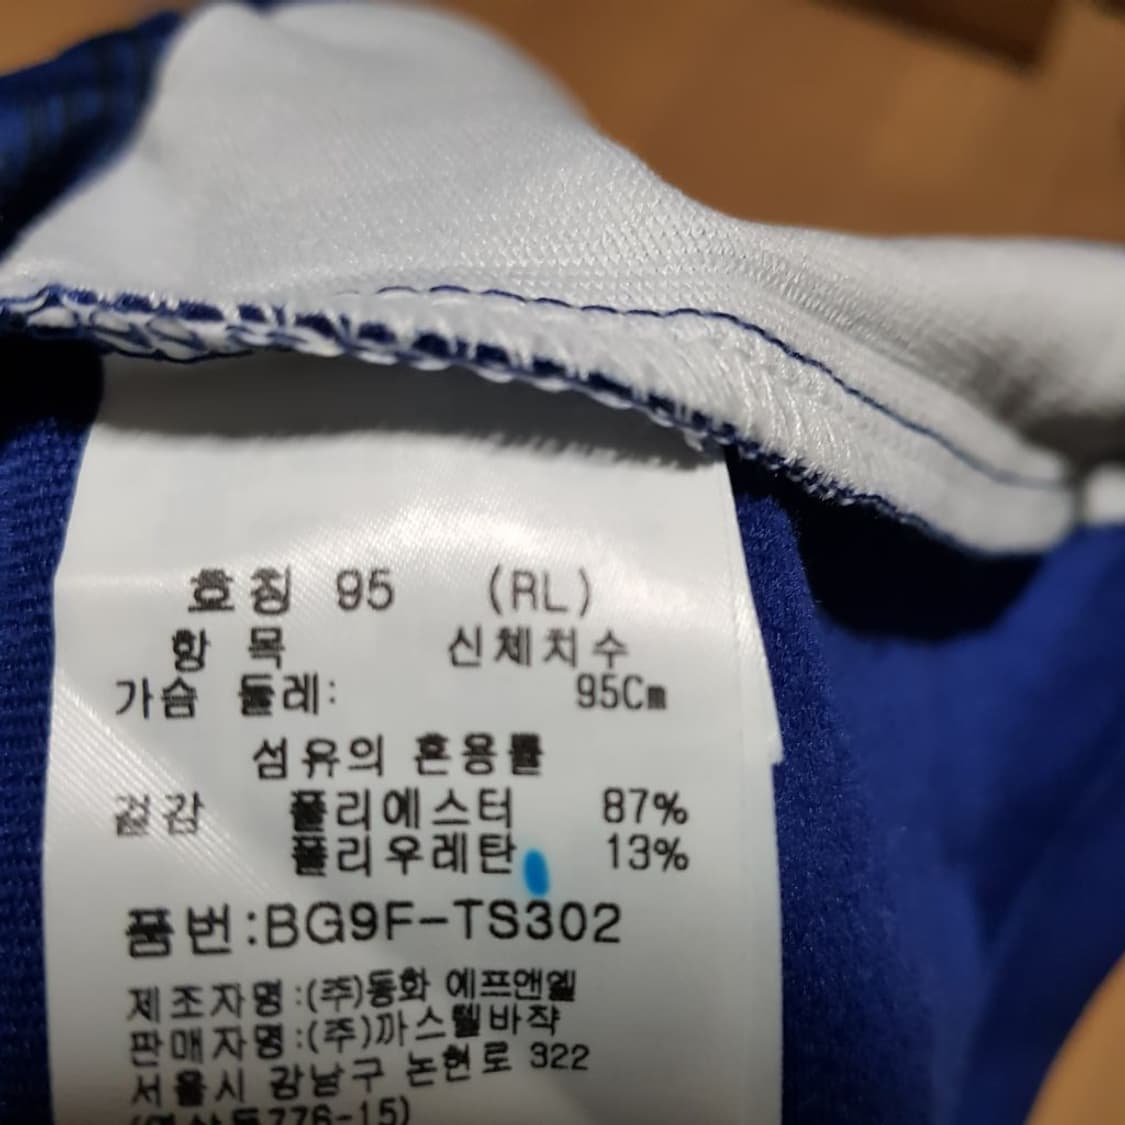 호칭 95 (RL)
항 목 신체치수
가슴 둘레: 95Cm
섬유의 혼용률
겉감 폴리에스터 87%
폴리우레탄 13%
품번:BG9F-TS302
제조자명:(주)동화 에프앤엘
판매자명:(주)까스텔바작
서울시 강남구 논현로 322
776-15)